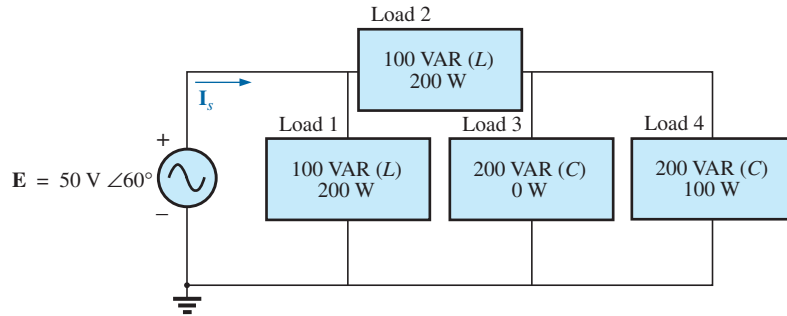 Load 2
100 VAR (L)
200 W
I_s
Load 1
Load 3
Load 4
+
E = 50 V ∠60°
–
100 VAR (L)
200 W
200 VAR (C)
0 W
200 VAR (C)
100 W